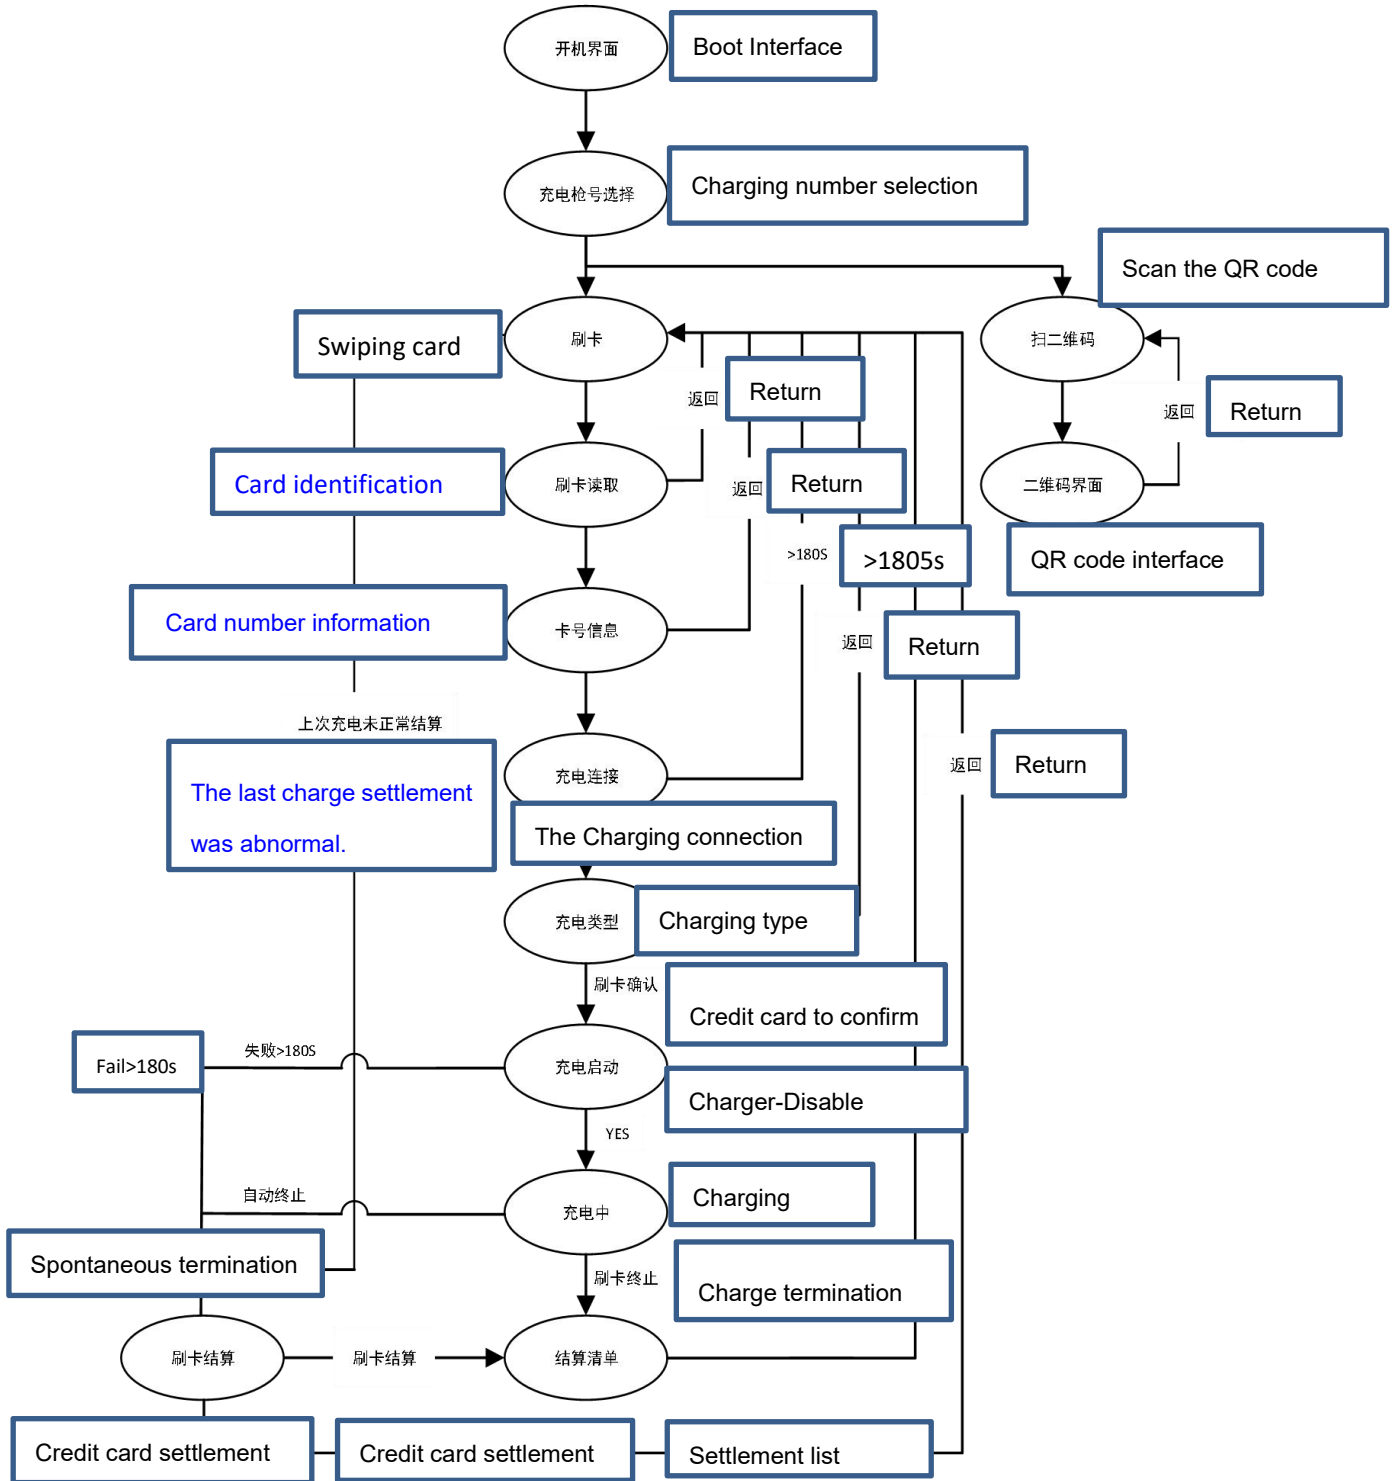 开机界面
Boot Interface
充电枪号选择
Charging number selection
Scan the QR code
Swiping card
刷卡
扫二维码
返回
Return
返回
Return
Card identification
刷卡读取
返回
Return
二维码界面
>180S
>1805s
QR code interface
Card number information
卡号信息
返回
Return
上次充电未正常结算
The last charge settlement
was abnormal.
充电连接
返回
Return
The Charging connection
充电类型
Charging type
刷卡确认
Credit card to confirm
Fail>180s
失败>180S
充电启动
Charger-Disable
YES
自动终止
充电中
Charging
Spontaneous termination
刷卡终止
Charge termination
刷卡结算
刷卡结算
结算清单
Credit card settlement
Credit card settlement
Settlement list